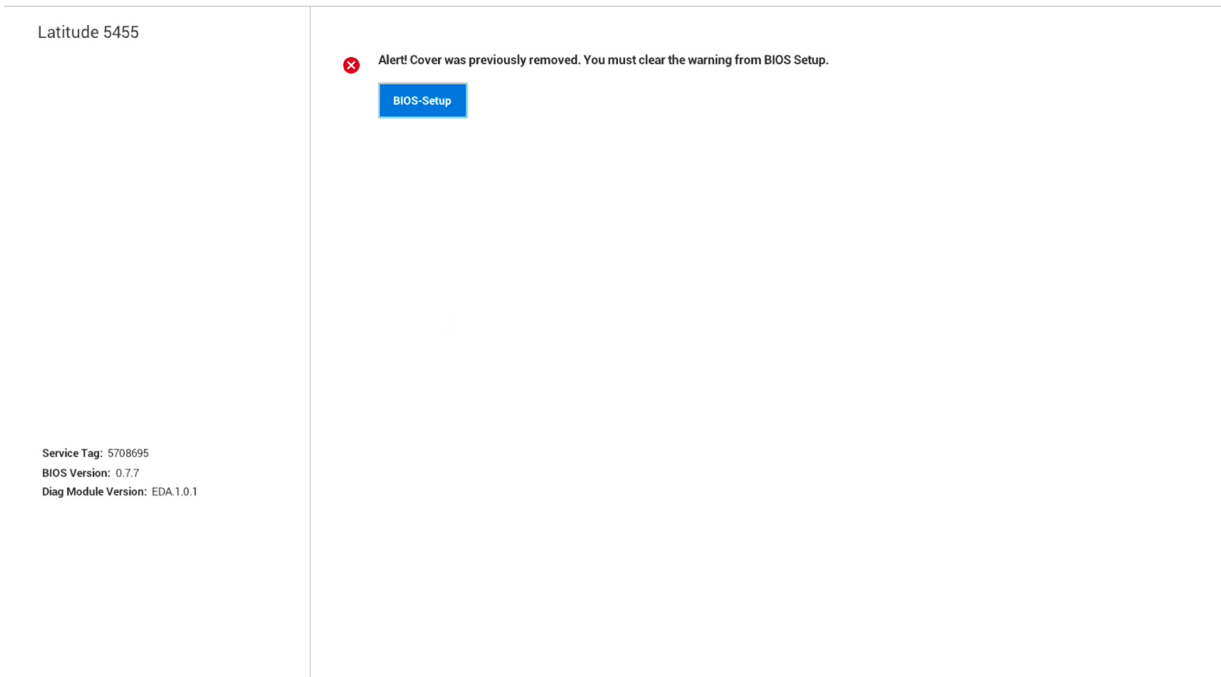 Latitude 5455
Alert! Cover was previously removed. You must clear the warning from BIOS Setup.
BIOS-Setup
Service Tag: 5708695
BIOS Version: 0.7.7
Diag Module Version: EDA.1.0.1